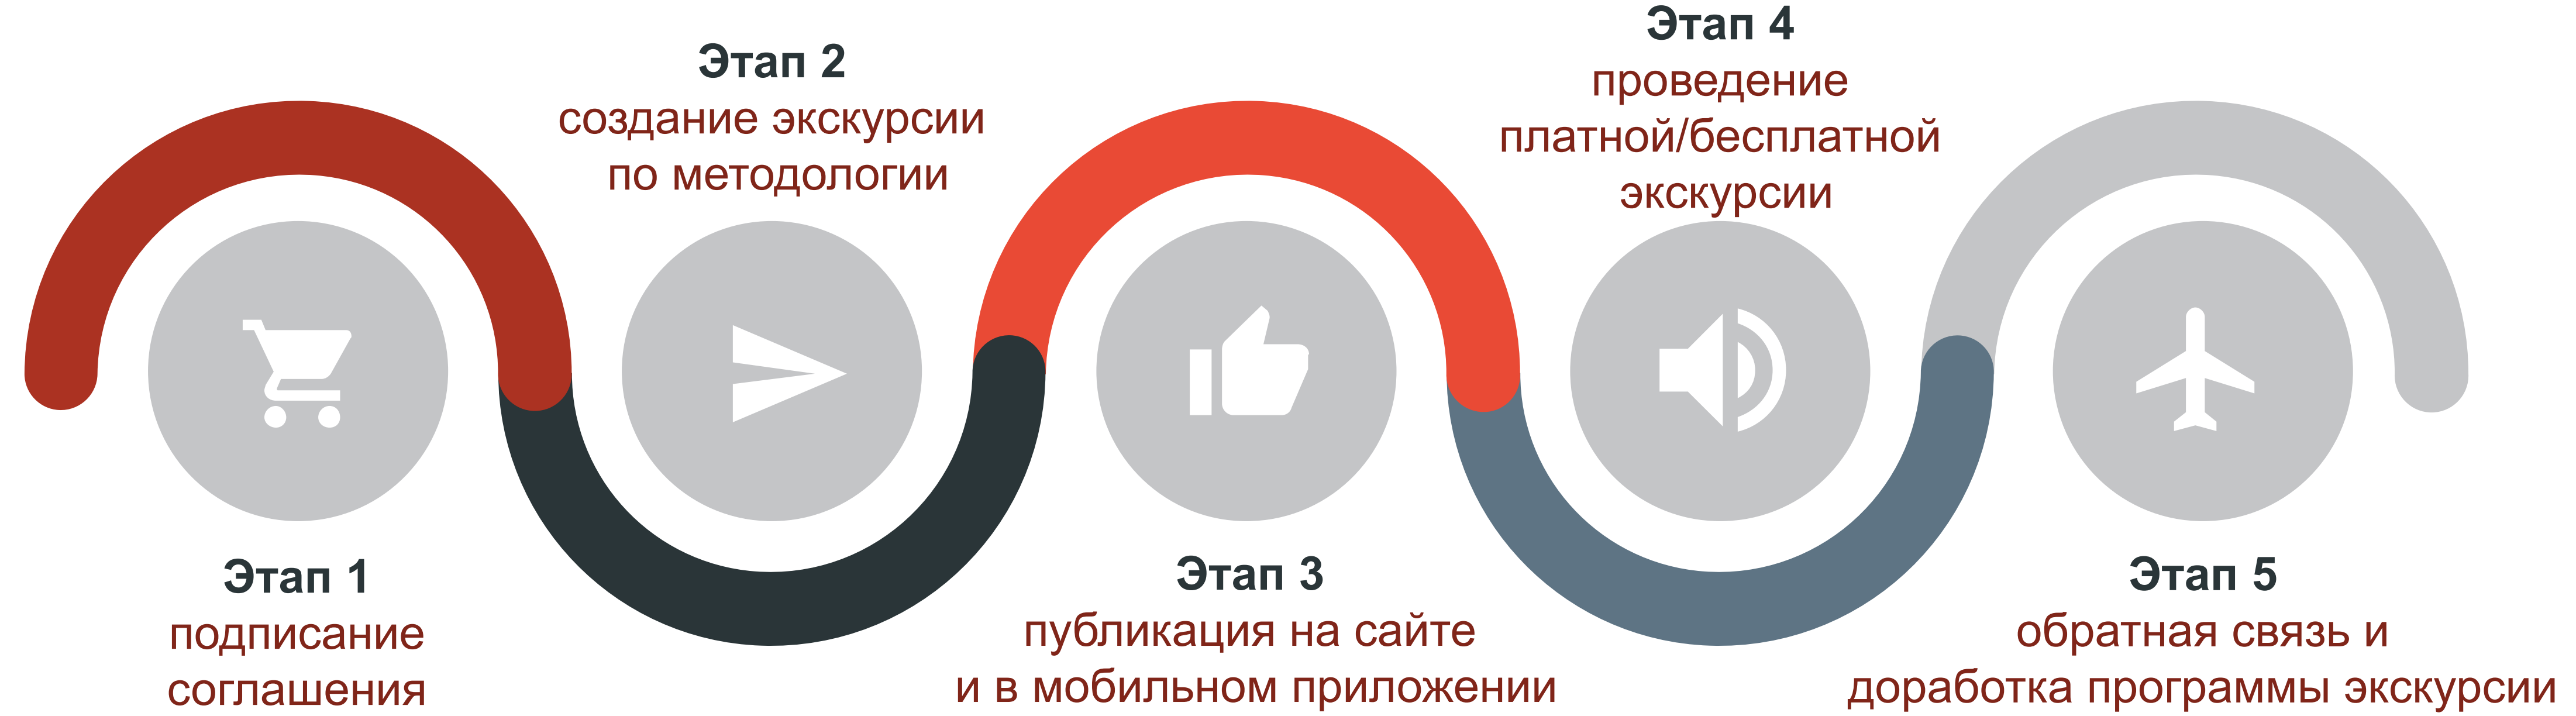 Этап 1
подписание
соглашения
Этап 2
создание экскурсии
по методологии
Этап 3
публикация на сайте
и в мобильном приложении
Этап 4
проведение
платной/бесплатной
экскурсии
Этап 5
обратная связь и
доработка программы экскурсии